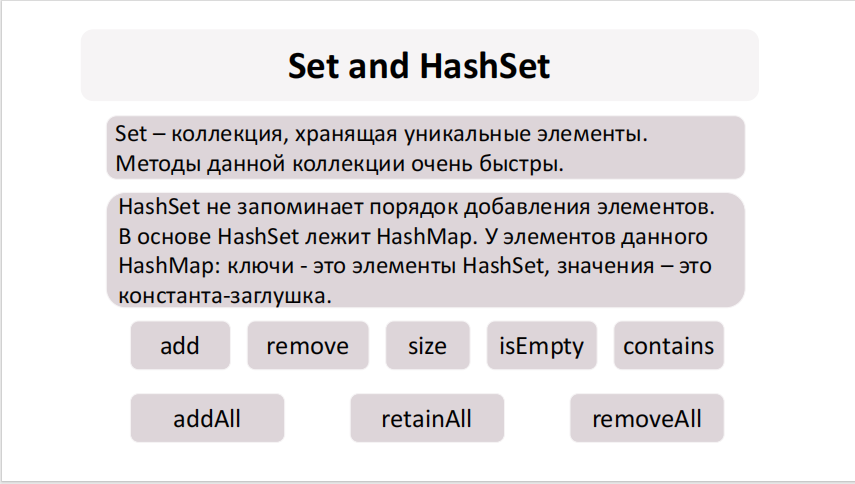 Set and HashSet
Set – коллекция, хранящая уникальные элементы.
Методы данной коллекции очень быстры.
HashSet не запоминает порядок добавления элементов.
В основе HashSet лежит HashMap. У элементов данного
HashMap: ключи - это элементы HashSet, значения – это
константа-заглушка.
add remove size isEmpty contains
addAll retainAll removeAll